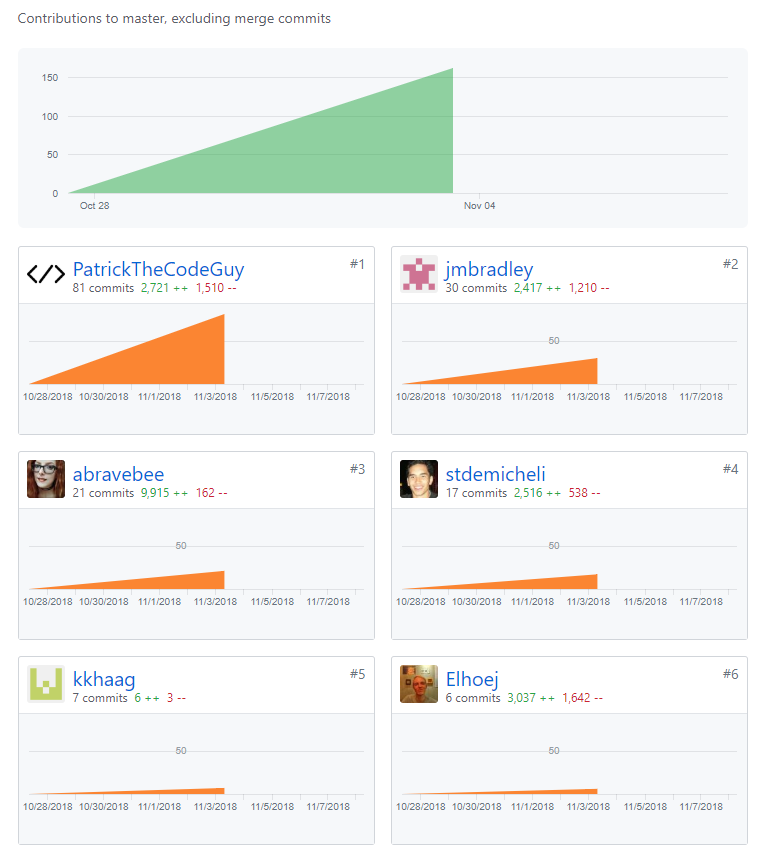 Contributions to master, excluding merge commits
150
100
50
0
Oct 28 Nov 04
PatrickTheCodeGuy #1
81 commits 2,721 ++ 1,510 --
10/28/2018 10/30/2018 11/1/2018 11/3/2018 11/5/2018 11/7/2018
jmbradley #2
30 commits 2,417 ++ 1,210 --
50
10/28/2018 10/30/2018 11/1/2018 11/3/2018 11/5/2018 11/7/2018
abravebee #3
21 commits 9,915 ++ 162 --
50
10/28/2018 10/30/2018 11/1/2018 11/3/2018 11/5/2018 11/7/2018
stdemicheli #4
17 commits 2,516 ++ 538 --
50
10/28/2018 10/30/2018 11/1/2018 11/3/2018 11/5/2018 11/7/2018
kkhaag #5
7 commits 6 ++ 3 --
50
10/28/2018 10/30/2018 11/1/2018 11/3/2018 11/5/2018 11/7/2018
Elhoej #6
6 commits 3,037 ++ 1,642 --
50
10/28/2018 10/30/2018 11/1/2018 11/3/2018 11/5/2018 11/7/2018